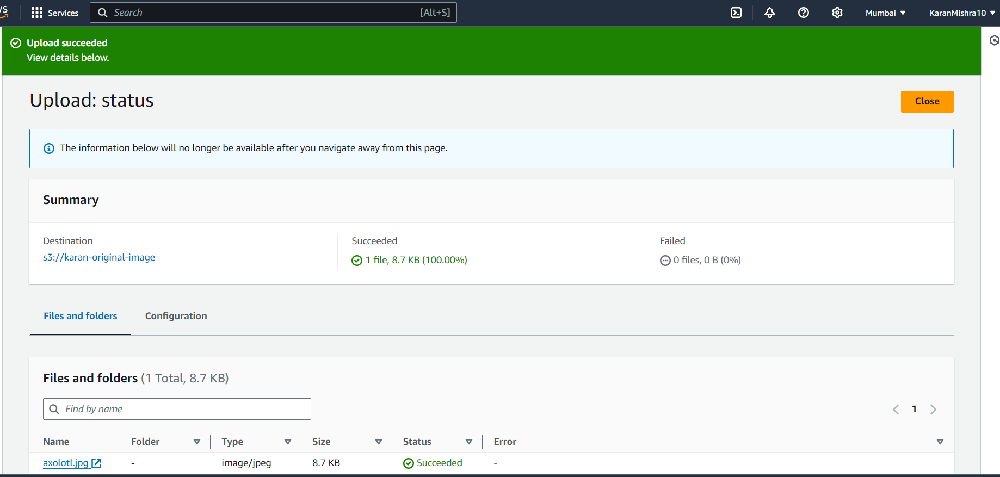 Services Search [Alt+S] Mumbai KaranMishra10
Upload succeeded
View details below.
Upload: status
Close
The information below will no longer be available after you navigate away from this page.
Summary
Destination Succeeded Failed
s3://karan-original-image 1 file, 8.7 KB (100.00%) 0 files, 0 B (0%)
Files and folders Configuration
Files and folders (1 Total, 8.7 KB)
Find by name 1
Name Folder Type Size Status Error
axolotl.jpg - image/jpeg 8.7 KB Succeeded -